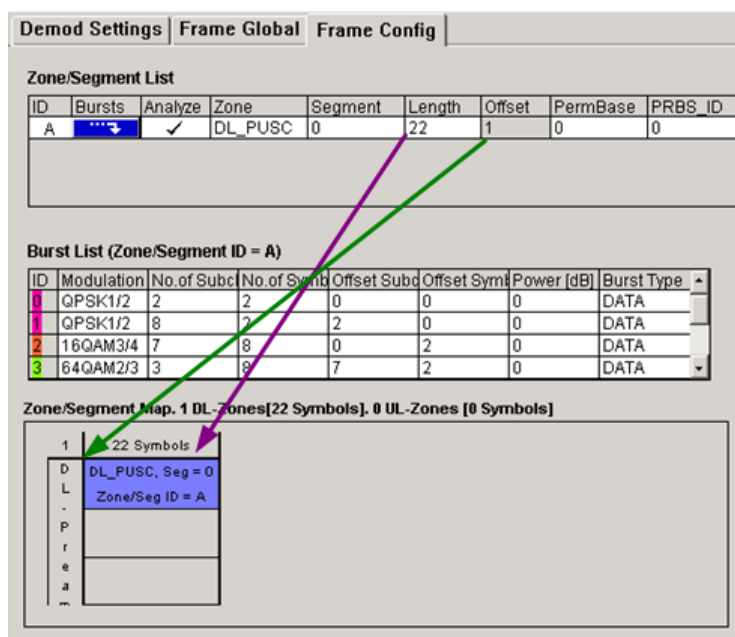 Demod Settings Frame Global Frame Config
Zone/Segment List
ID Bursts Analyze Zone Segment Length Offset PermBase PRBS_ID
A DL_PUSC 0 22 1 0 0
Burst List (Zone/Segment ID = A)
ID Modulation No.of Subcl No.of Symb Offset Subc Offset Symb Power [dB] Burst Type
0 QPSK1/2 2 2 0 0 0 DATA
1 QPSK1/2 8 2 2 0 0 DATA
2 16QAM3/4 7 8 0 2 0 DATA
3 64QAM2/3 3 8 7 2 0 DATA
Zone/Segment Map. 1 DL-Zones[22 Symbols]. 0 UL-Zones [0 Symbols]
1 22 Symbols
DL-Pream
DL_PUSC, Seg = 0
Zone/Seg ID = A